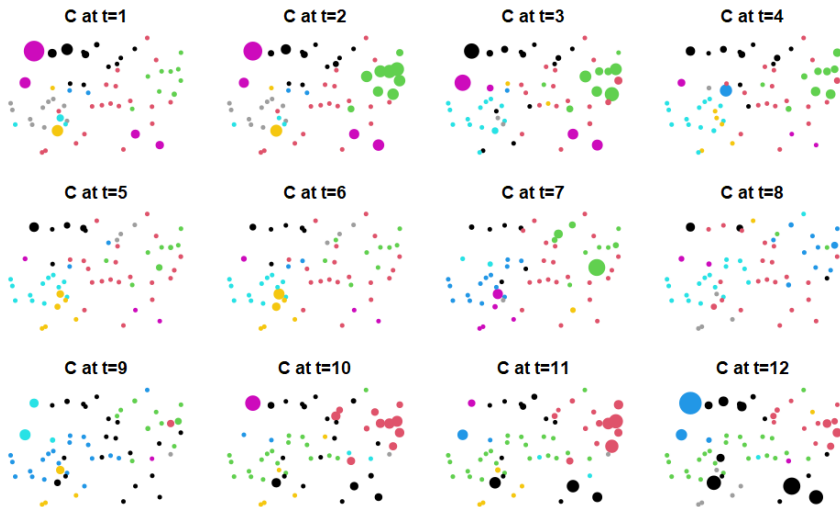 C at t=1
C at t=2
C at t=3
C at t=4
C at t=5
C at t=6
C at t=7
C at t=8
C at t=9
C at t=10
C at t=11
C at t=12